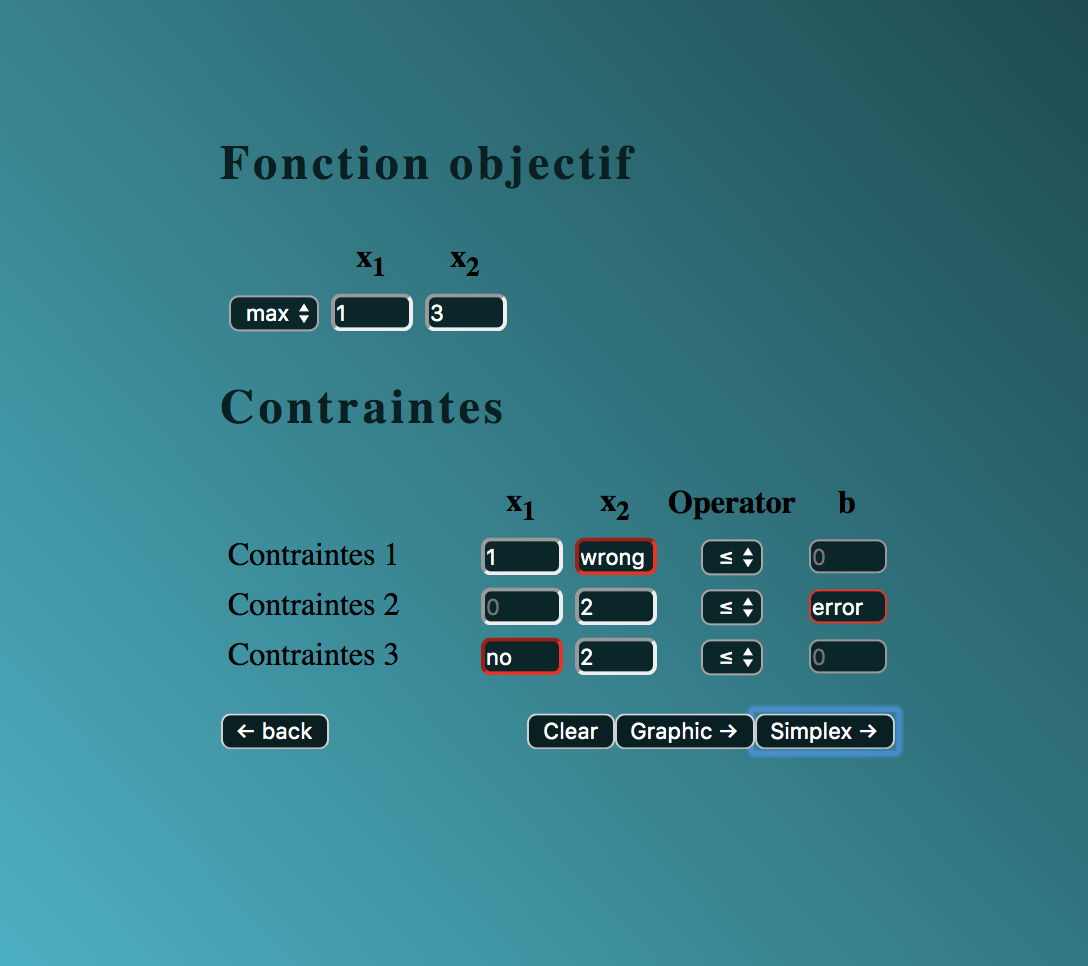 Fonction objectif
x1 x2
max 1 3
Contraintes
x1 x2 Operator b
Contraintes 1 1 wrong ≤ 0
Contraintes 2 0 2 ≤ error
Contraintes 3 no 2 ≤ 0
← back Clear Graphic → Simplex →